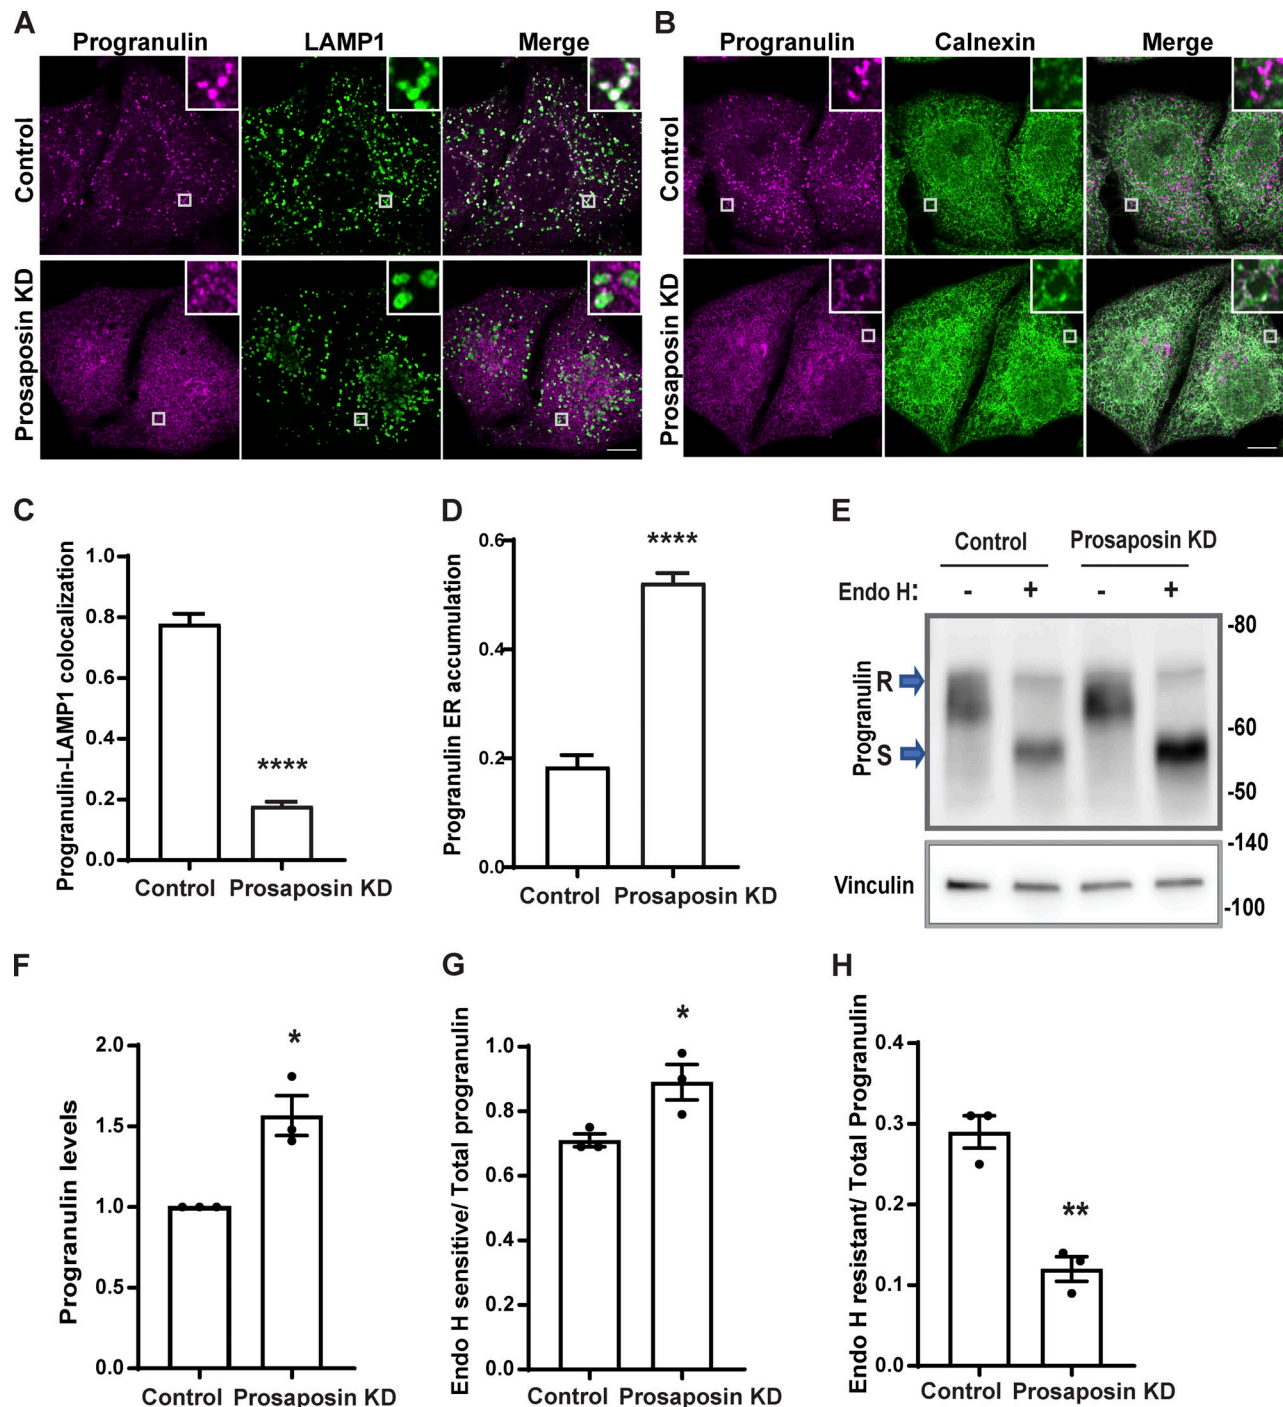 A
Progranulin LAMP1 Merge
Control
Prosaposin KD
B
Progranulin Calnexin Merge
Control
Prosaposin KD
C
Progranulin-LAMP1 colocalization
1.0
0.8
0.6
0.4
0.2
0.0
****
Control Prosaposin KD
D
Progranulin ER accumulation
0.6
0.4
0.2
0.0
****
Control Prosaposin KD
E
Control Prosaposin KD
Endo H: - + - +
Progranulin
R
S
-80
-60
-50
-140
Vinculin
-100
F
Progranulin levels
2.0
1.5
1.0
0.5
0.0
*
Control Prosaposin KD
G
Endo H sensitive/ Total progranulin
1.0
0.8
0.6
0.4
0.2
0.0
*
Control Prosaposin KD
H
Endo H resistant/ Total Progranulin
0.4
0.3
0.2
0.1
0.0
**
Control Prosaposin KD